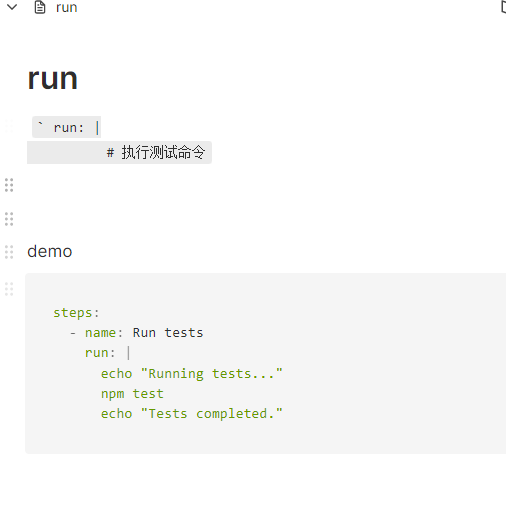 run
run
` run: |
# 执行测试命令
demo
steps:
- name: Run tests
run: |
echo "Running tests..."
npm test
echo "Tests completed."